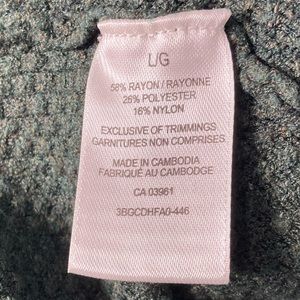 L/G
58% RAYON / RAYONNE
26% POLYESTER
16% NYLON
EXCLUSIVE OF TRIMMINGS
GARNITURES NON COMPRISES
MADE IN CAMBODIA
FABRIQUÉ AU CAMBODGE
CA 03961
3BGCDHFA0-446